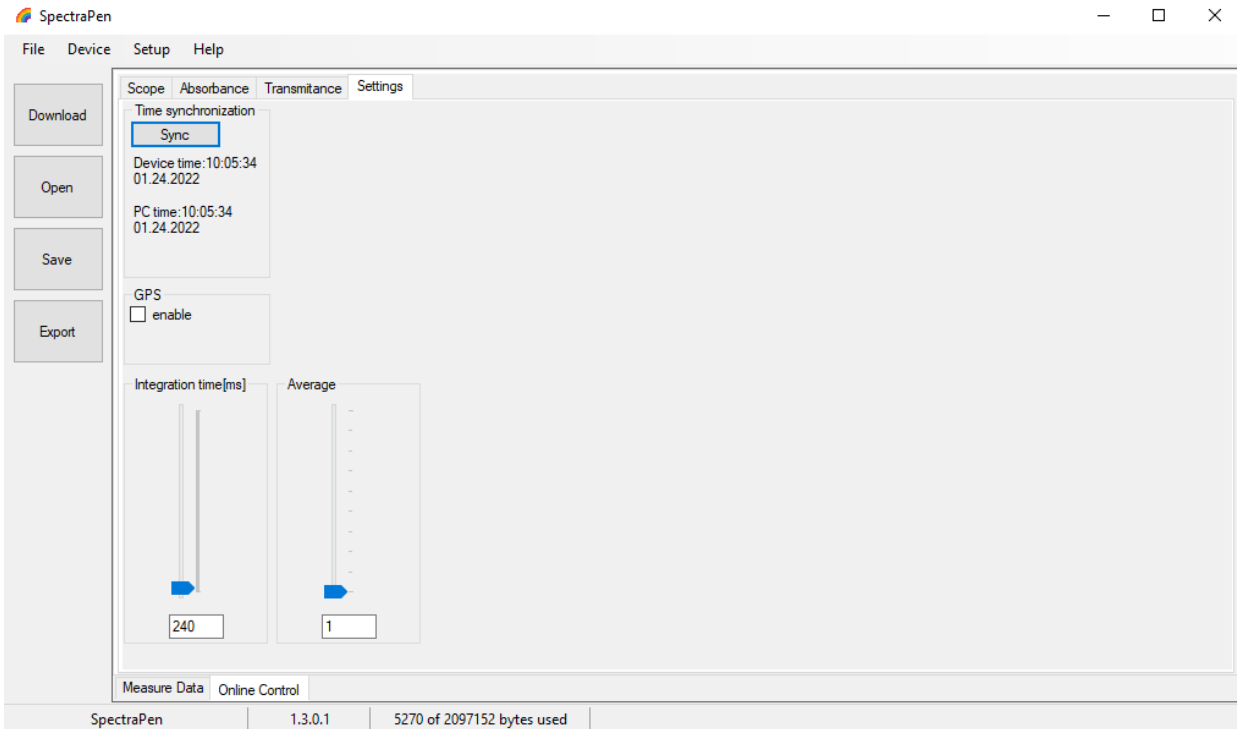 SpectraPen
File Device Setup Help
Download
Open
Save
Export
Scope Absorbance Transmitance Settings
Time synchronization
Sync
Device time:10:05:34
01.24.2022
PC time:10:05:34
01.24.2022
GPS
enable
Integration time[ms]
240
Average
1
Measure Data Online Control
SpectraPen 1.3.0.1 5270 of 2097152 bytes used